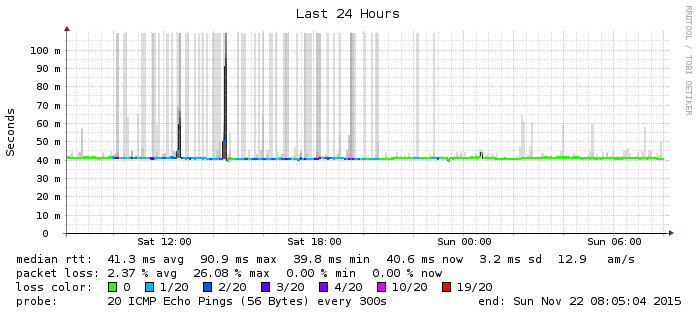 Last 24 Hours
RRDTOOL / TOBI OETIKER
Seconds
100 m
90 m
80 m
70 m
60 m
50 m
40 m
30 m
20 m
10 m
0
Sat 12:00 Sat 18:00 Sun 00:00 Sun 06:00
median rtt: 41.3 ms avg 90.9 ms max 39.8 ms min 40.6 ms now 3.2 ms sd 12.9 am/s
packet loss: 2.37 % avg 26.08 % max 0.00 % min 0.00 % now
loss color: 0 1/20 2/20 3/20 4/20 10/20 19/20
probe: 20 ICMP Echo Pings (56 Bytes) every 300s end: Sun Nov 22 08:05:04 2015